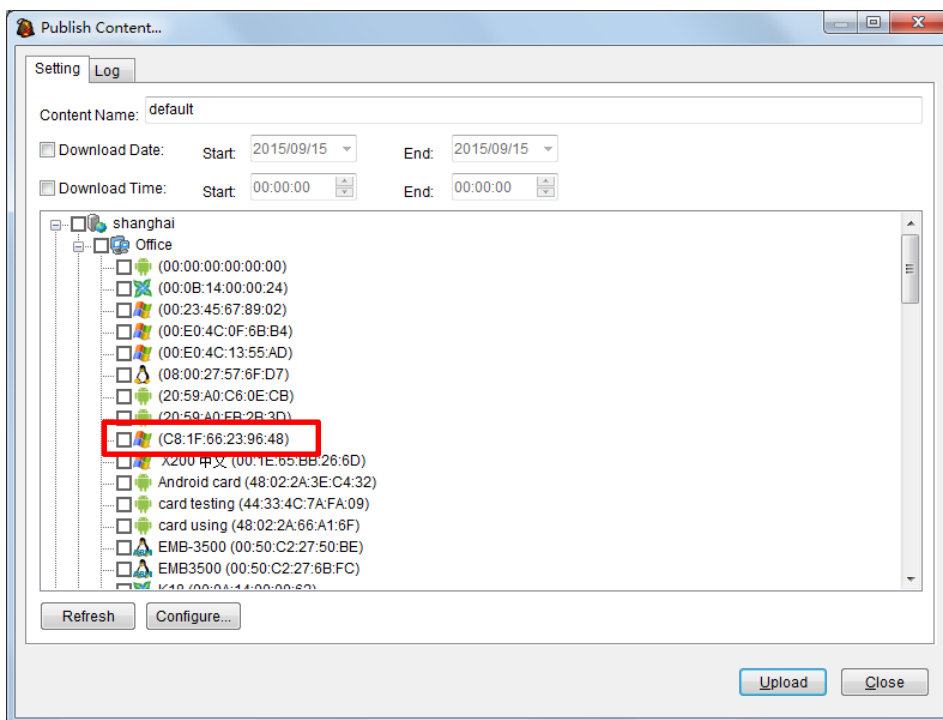 Publish Content...
Setting Log
Content Name: default
Download Date: Start: 2015/09/15 End: 2015/09/15
Download Time: Start: 00:00:00 End: 00:00:00
shanghai
Office
(00:00:00:00:00:00)
(00:0B:14:00:00:24)
(00:23:45:67:89:02)
(00:E0:4C:0F:6B:B4)
(00:E0:4C:13:55:AD)
(08:00:27:57:6F:D7)
(20:59:A0:C6:0E:CB)
(20:59:A0:FB:2B:3D)
(C8:1F:66:23:96:48)
X200 中文 (00:1E:65:BB:26:6D)
Android card (48:02:2A:3E:C4:32)
card testing (44:33:4C:7A:FA:09)
card using (48:02:2A:66:A1:6F)
EMB-3500 (00:50:C2:27:50:BE)
EMB3500 (00:50:C2:27:6B:FC)
Refresh Configure...
Upload Close